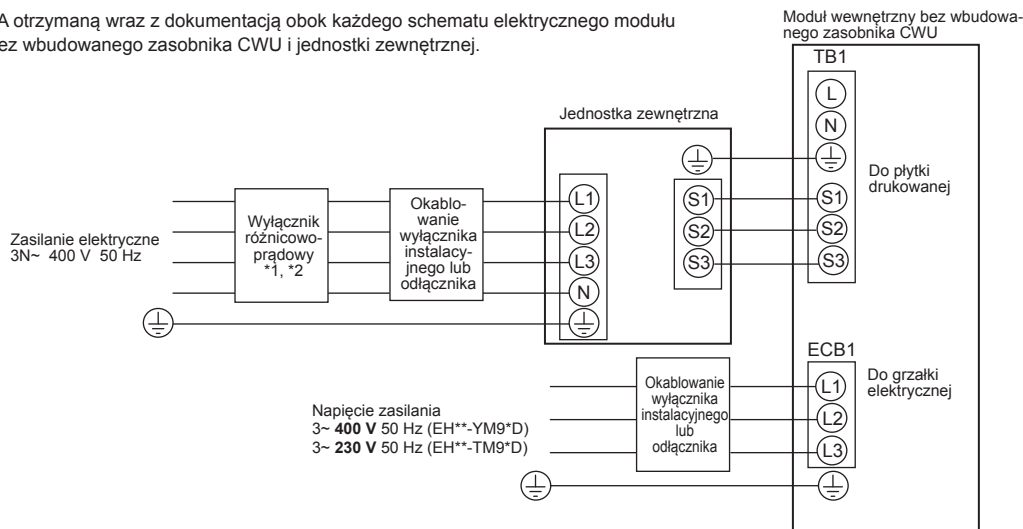 A otrzymaną wraz z dokumentacją obok każdego schematu elektrycznego modułu
ez wbudowanego zasobnika CWU i jednostki zewnętrznej.
Moduł wewnętrzny bez wbudowa-
nego zasobnika CWU
TB1
L
N
Do płytki
drukowanej
S1
S2
S3
Jednostka zewnętrzna
L1
L2
L3
N
S1
S2
S3
Okablo-
wanie
wyłącznika
instalacy-
jnego lub
odłącznika
Wyłącznik
różnicowo-
prądowy
*1, *2
Zasilanie elektryczne
3N~ 400 V 50 Hz
ECB1
L1
L2
L3
Do grzałki
elektrycznej
Okablowanie
wyłącznika
instalacyjnego
lub
odłącznika
Napięcie zasilania
3~ 400 V 50 Hz (EH**-YM9*D)
3~ 230 V 50 Hz (EH**-TM9*D)